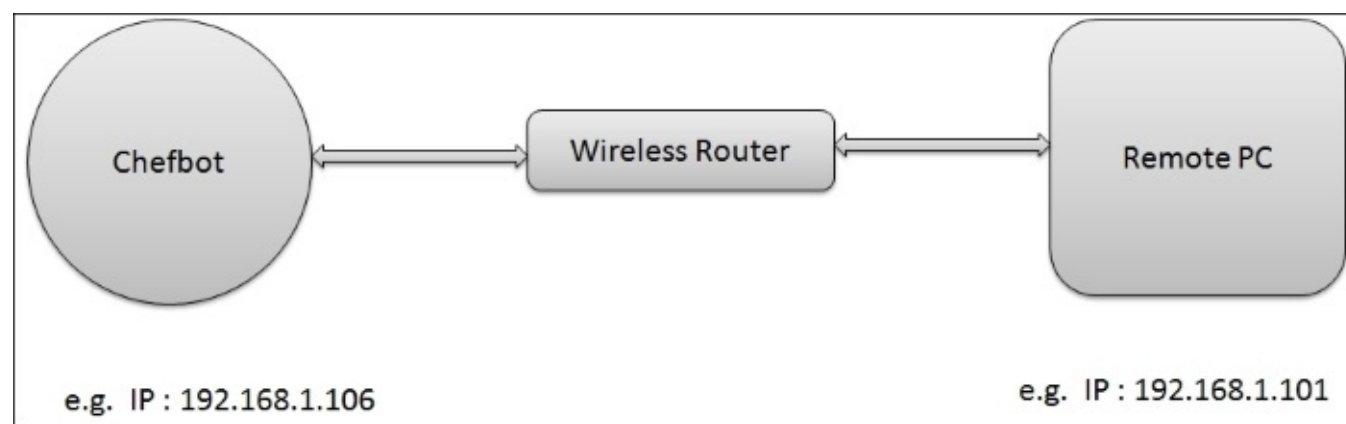 Chefbot
Wireless Router
Remote PC
e.g.  IP : 192.168.1.106
e.g.  IP : 192.168.1.101